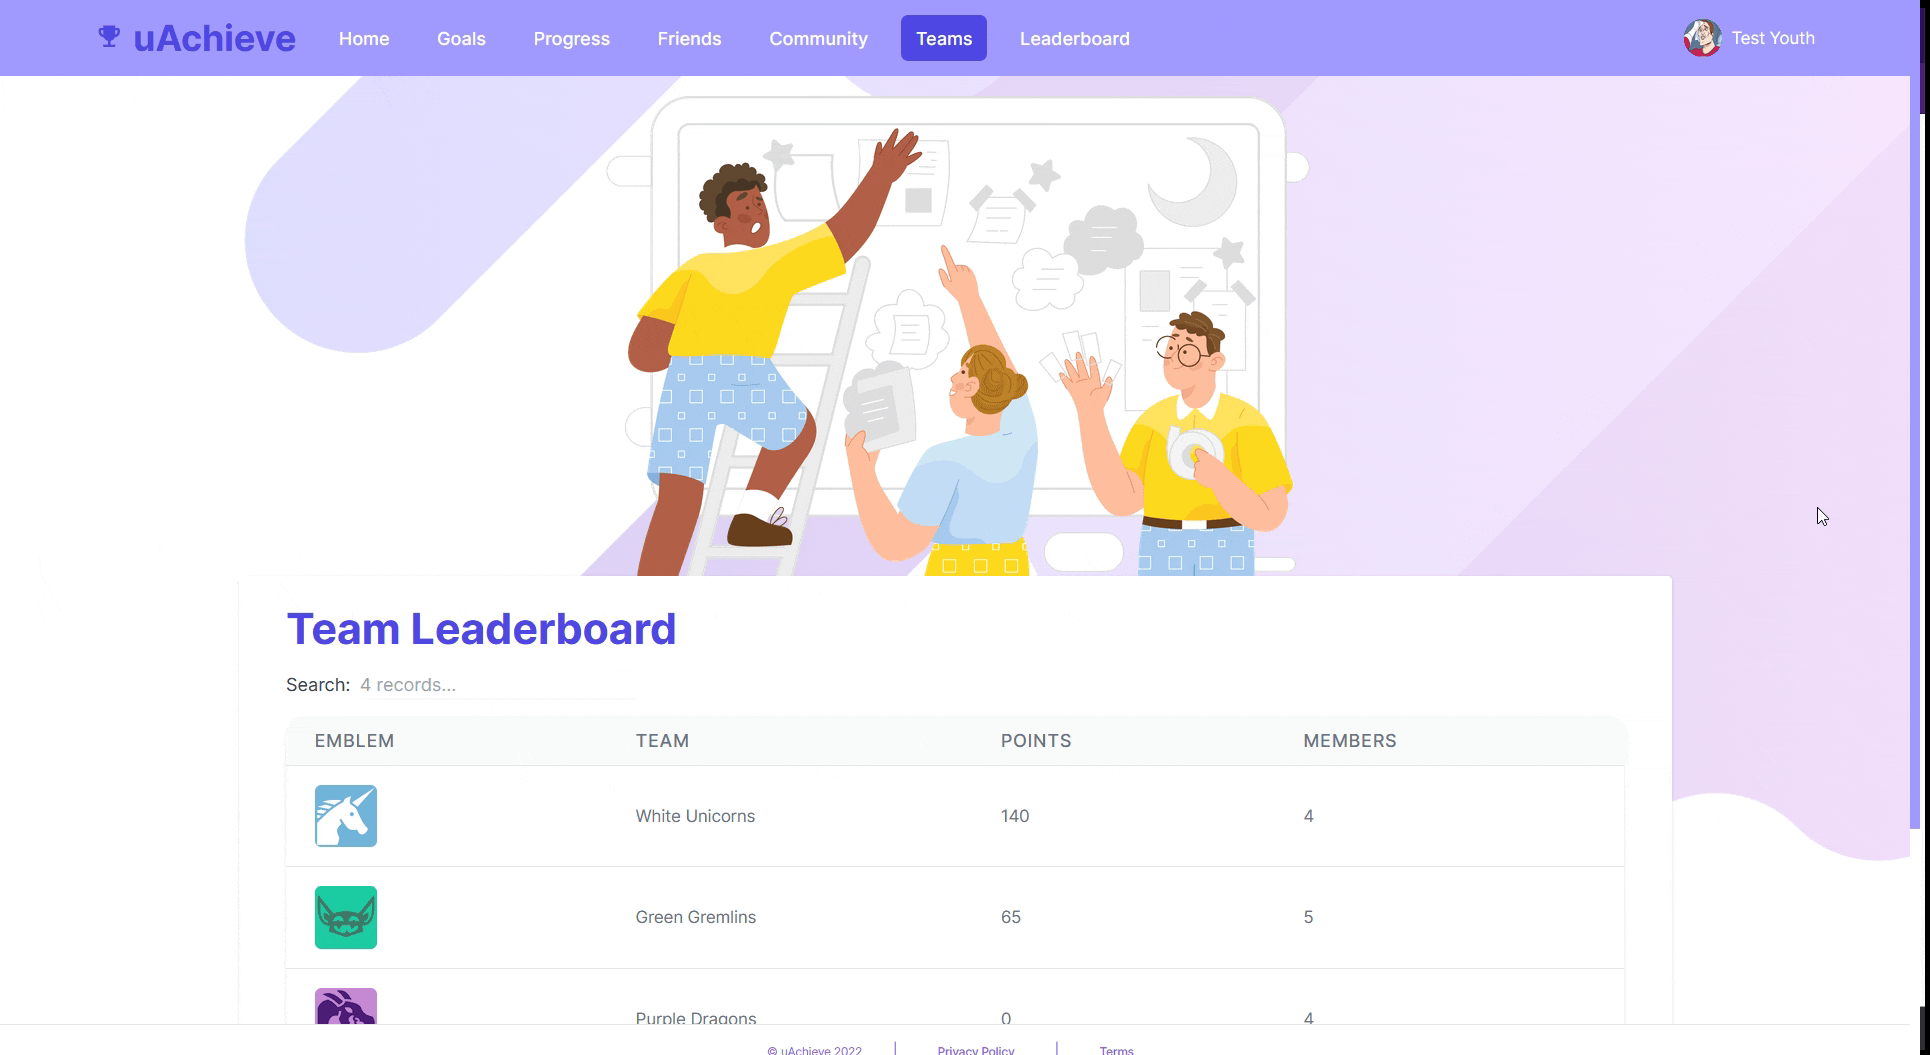 uAchieve Home Goals Progress Friends Community Teams Leaderboard Test Youth
Team Leaderboard
Search: 4 records...
EMBLEM TEAM POINTS MEMBERS
White Unicorns 140 4
Green Gremlins 65 5
Purple Dragons 0 4
© uAchieve 2022 | Privacy Policy | Terms